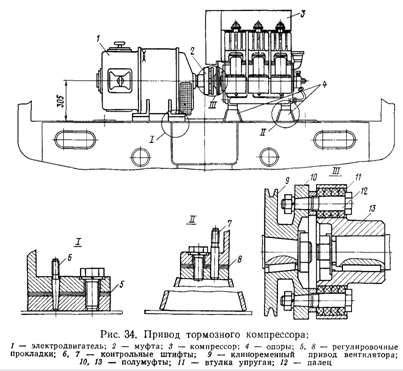 1
2
3
305
III
4
I
II
III
9
10
11
12
13
I
6
5
II
7
8
Рис. 34. Привод тормозного компрессора:
1 — электродвигатель; 2 — муфта; 3 — компрессор; 4 — опоры; 5, 8 — регулировочные
прокладки; 6, 7 — контрольные штифты; 9 — клиноременный привод вентилятора;
10, 13 — полумуфты; 11 — втулка упругая; 12 — палец